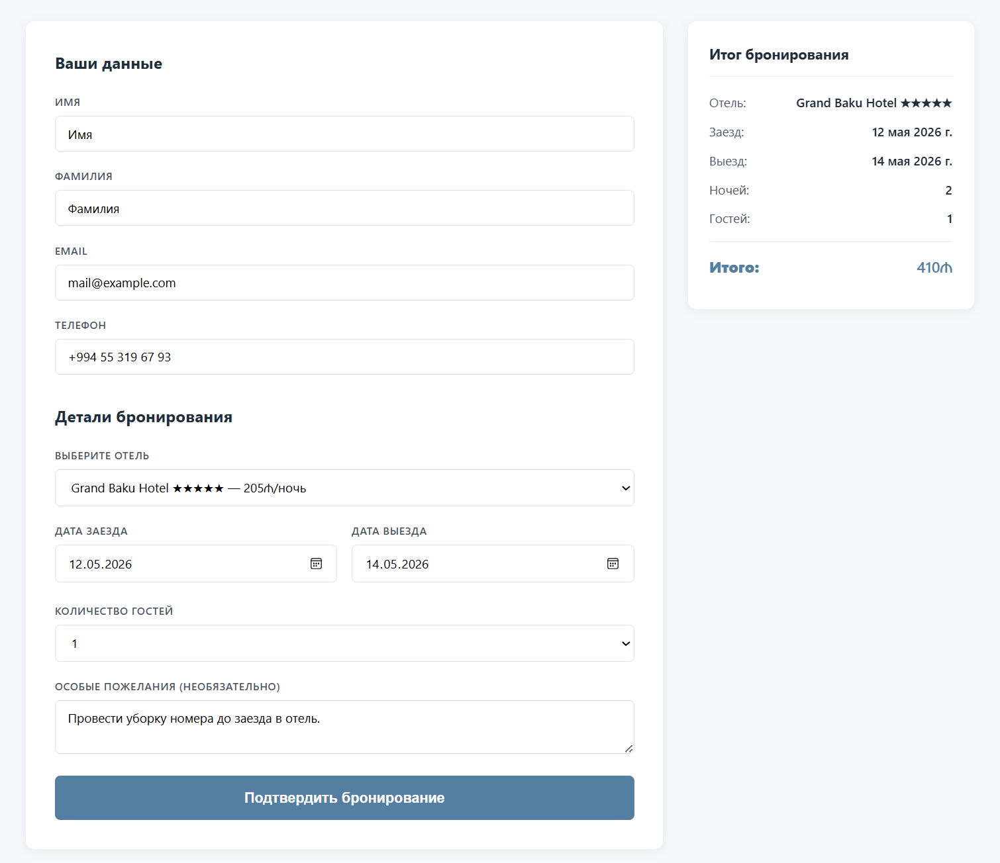 Ваши данные
ИМЯ
Имя
ФАМИЛИЯ
Фамилия
EMAIL
mail@example.com
ТЕЛЕФОН
+994 55 319 67 93
Детали бронирования
ВЫБЕРИТЕ ОТЕЛЬ
Grand Baku Hotel ★★★★★ — 205₼/ночь
ДАТА ЗАЕЗДА ДАТА ВЫЕЗДА
12.05.2026 14.05.2026
КОЛИЧЕСТВО ГОСТЕЙ
1
ОСОБЫЕ ПОЖЕЛАНИЯ (НЕОБЯЗАТЕЛЬНО)
Провести уборку номера до заезда в отель.
Подтвердить бронирование
Итог бронирования
Отель: Grand Baku Hotel ★★★★★
Заезд: 12 мая 2026 г.
Выезд: 14 мая 2026 г.
Ночей: 2
Гостей: 1
Итого: 410₼